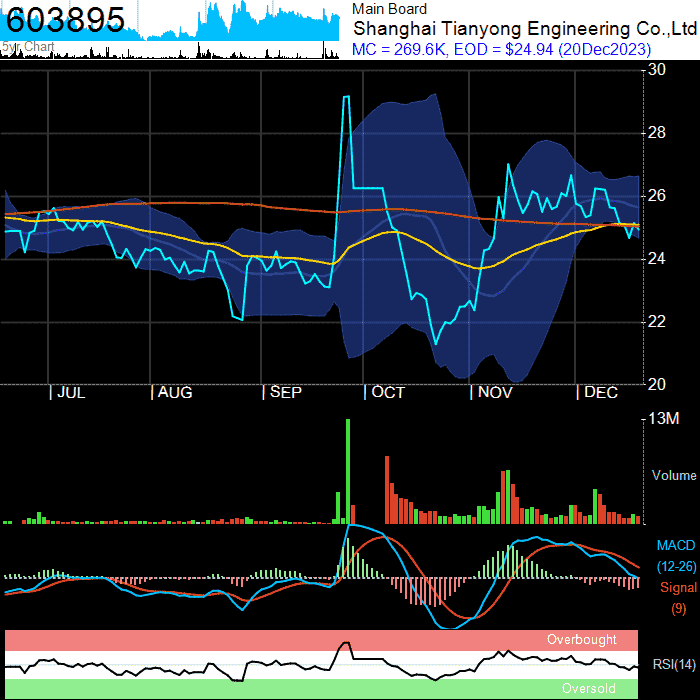 603895
5yr Chart
Main Board
Shanghai Tianyong Engineering Co.,Ltd
MC = 269.6K, EOD = $24.94 (20Dec2023)
30
28
26
24
22
20
| JUL | AUG | SEP | OCT | NOV | DEC
13M
Volume
MACD
(12-26)
Signal
(9)
Overbought
RSI(14)
Oversold